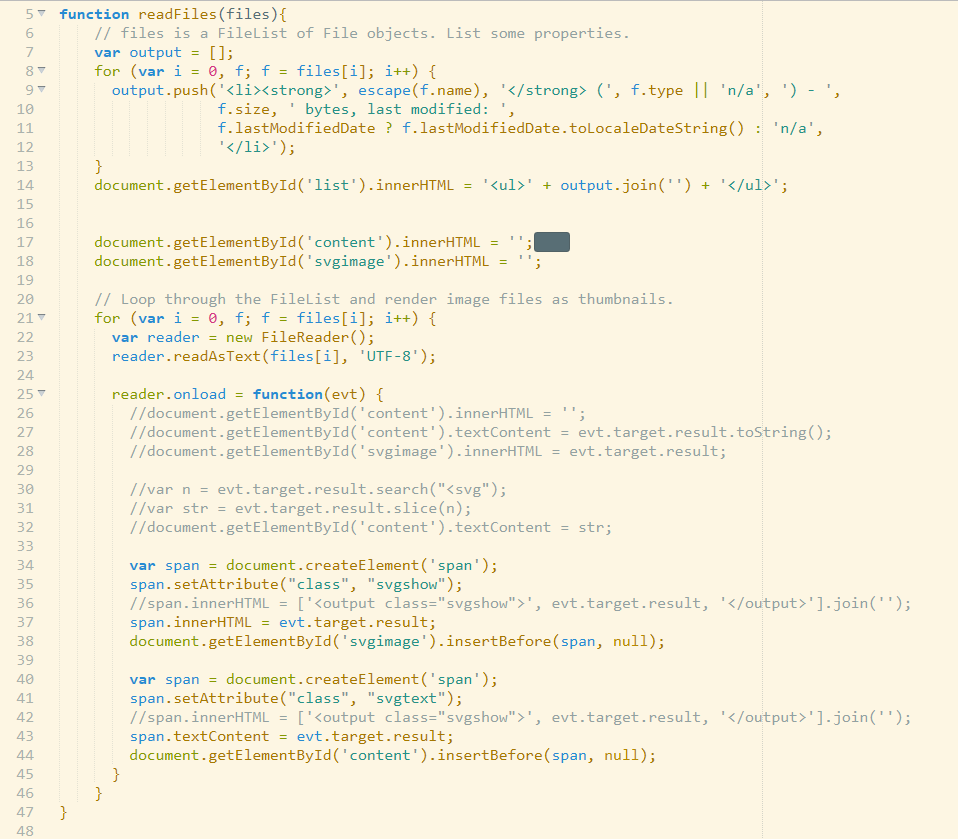 5 function readFiles(files){
6 // files is a FileList of File objects. List some properties.
7 var output = [];
8 for (var i = 0, f; f = files[i]; i++) {
9 output.push('<li><strong>', escape(f.name), '</strong> (', f.type || 'n/a', ') - ',
10 f.size, ' bytes, last modified: ',
11 f.lastModifiedDate ? f.lastModifiedDate.toLocaleDateString() : 'n/a',
12 '</li>');
13 }
14 document.getElementById('list').innerHTML = '<ul>' + output.join('') + '</ul>';
15
16
17 document.getElementById('content').innerHTML = '';
18 document.getElementById('svgimage').innerHTML = '';
19
20 // Loop through the FileList and render image files as thumbnails.
21 for (var i = 0, f; f = files[i]; i++) {
22 var reader = new FileReader();
23 reader.readAsText(files[i], 'UTF-8');
24
25 reader.onload = function(evt) {
26 //document.getElementById('content').innerHTML = '';
27 //document.getElementById('content').textContent = evt.target.result.toString();
28 //document.getElementById('svgimage').innerHTML = evt.target.result;
29
30 //var n = evt.target.result.search("<svg");
31 //var str = evt.target.result.slice(n);
32 //document.getElementById('content').textContent = str;
33
34 var span = document.createElement('span');
35 span.setAttribute("class", "svgshow");
36 //span.innerHTML = ['<output class="svgshow">', evt.target.result, '</output>'].join('');
37 span.innerHTML = evt.target.result;
38 document.getElementById('svgimage').insertBefore(span, null);
39
40 var span = document.createElement('span');
41 span.setAttribute("class", "svgtext");
42 //span.innerHTML = ['<output class="svgshow">', evt.target.result, '</output>'].join('');
43 span.textContent = evt.target.result;
44 document.getElementById('content').insertBefore(span, null);
45 }
46 }
47 }
48